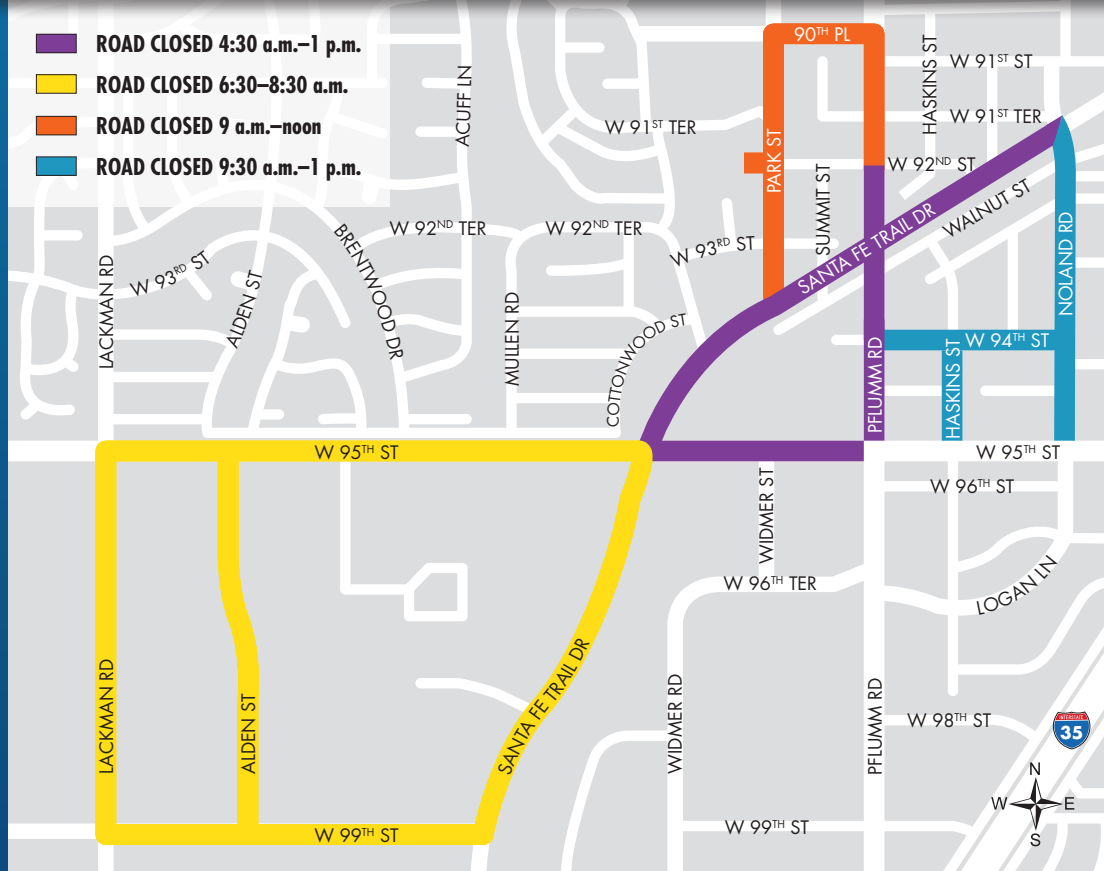 ROAD CLOSED 4:30 a.m.–1 p.m.
ROAD CLOSED 6:30–8:30 a.m.
ROAD CLOSED 9 a.m.–noon
ROAD CLOSED 9:30 a.m.–1 p.m.
90TH PL
HASKINS ST
W 91ST ST
ACUFF LN
W 91ST TER
W 91ST TER
PARK ST
W 92ND ST
SUMMIT ST
WALNUT ST
BRENTWOOD DR
W 92ND TER
W 92ND TER
W 93RD ST
SANTA FE TRAIL DR
NOLAND RD
LACKMAN RD
W 93RD ST
ALDEN ST
MULLEN RD
COTTONWOOD ST
PFLUMM RD
W 94TH ST
HASKINS ST
W 95TH ST
W 95TH ST
W 96TH ST
WIDMER ST
W 96TH TER
LOGAN LN
LACKMAN RD
ALDEN ST
SANTA FE TRAIL DR
WIDMER RD
PFLUMM RD
W 98TH ST
INTERSTATE
35
N
W
E
S
W 99TH ST
W 99TH ST